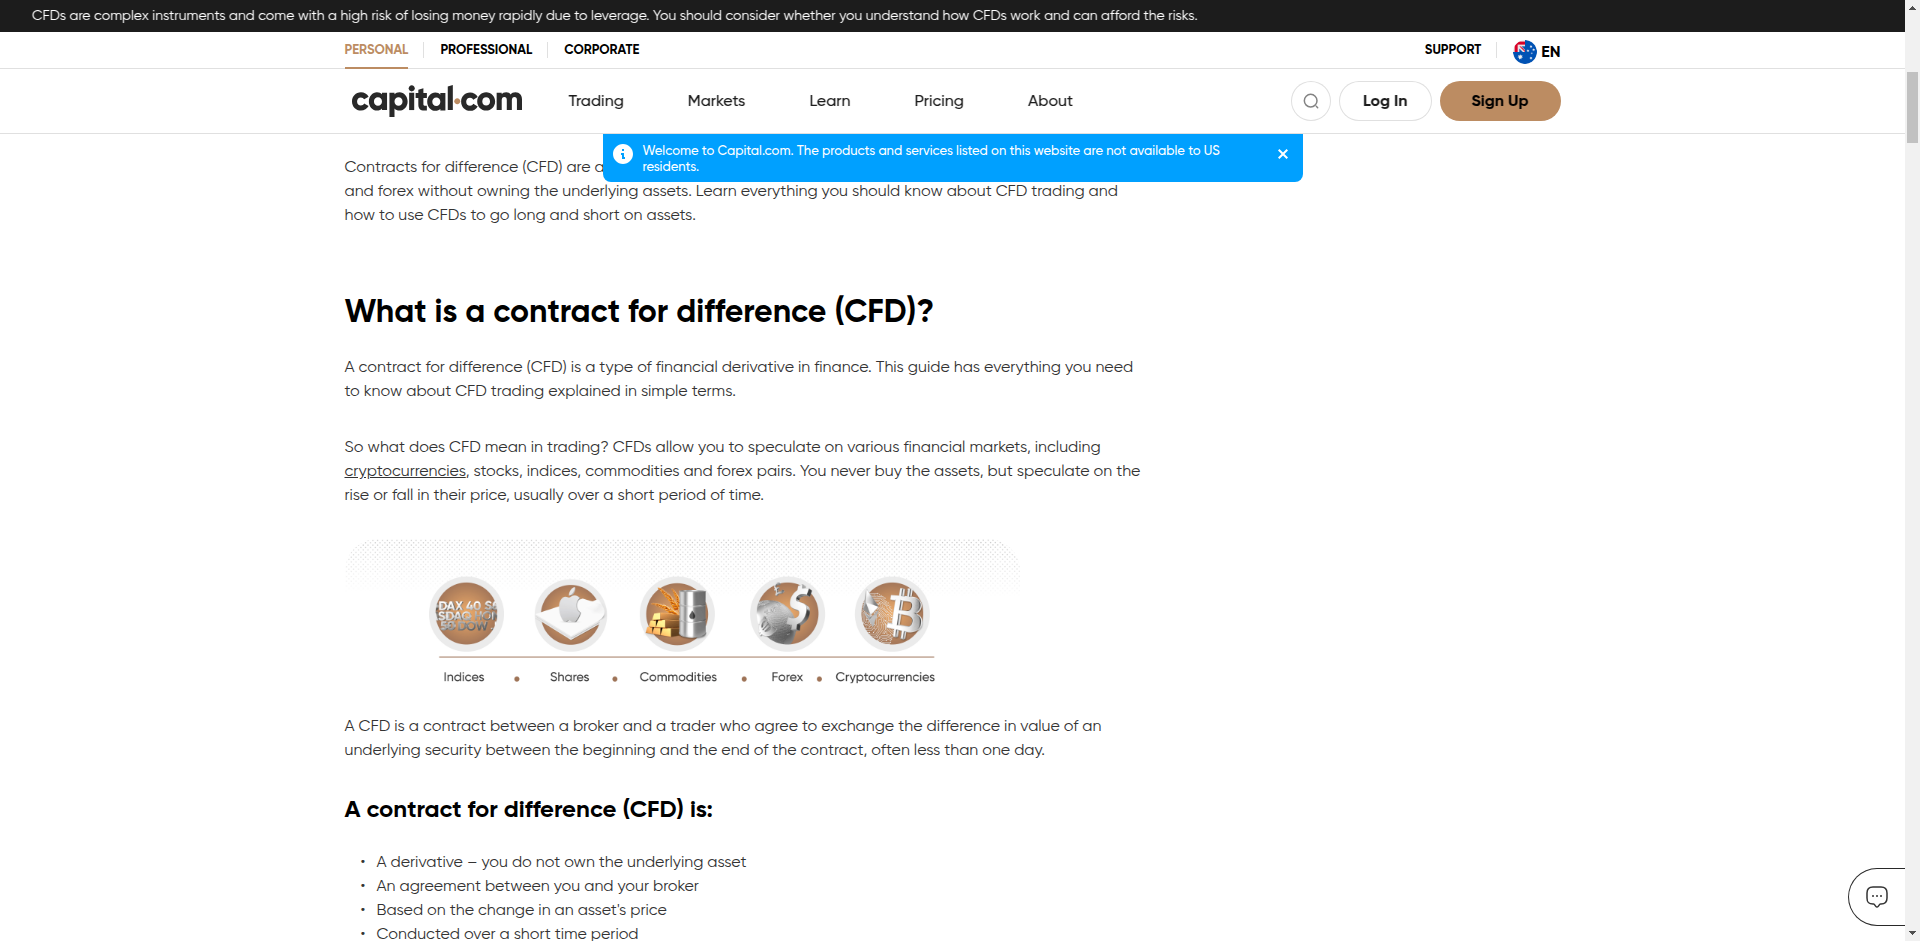 CFDs are complex instruments and come with a high risk of losing money rapidly due to leverage. You should consider whether you understand how CFDs work and can afford the risks.
PERSONAL
PROFESSIONAL
CORPORATE
SUPPORT
EN
capital.com
Trading
Markets
Learn
Pricing
About
Log In
Sign Up
Welcome to Capital.com. The products and services listed on this website are not available to US
residents.
Contracts for difference (CFD) are a
and forex without owning the underlying assets. Learn everything you should know about CFD trading and
how to use CFDs to go long and short on assets.
What is a contract for difference (CFD)?
A contract for difference (CFD) is a type of financial derivative in finance. This guide has everything you need
to know about CFD trading explained in simple terms.
So what does CFD mean in trading? CFDs allow you to speculate on various financial markets, including
cryptocurrencies, stocks, indices, commodities and forex pairs. You never buy the assets, but speculate on the
rise or fall in their price, usually over a short period of time.
DAX 40
Indices
Shares
Commodities
Forex
Cryptocurrencies
A CFD is a contract between a broker and a trader who agree to exchange the difference in value of an
underlying security between the beginning and the end of the contract, often less than one day.
A contract for difference (CFD) is:
• A derivative – you do not own the underlying asset
• An agreement between you and your broker
• Based on the change in an asset's price
• Conducted over a short time period